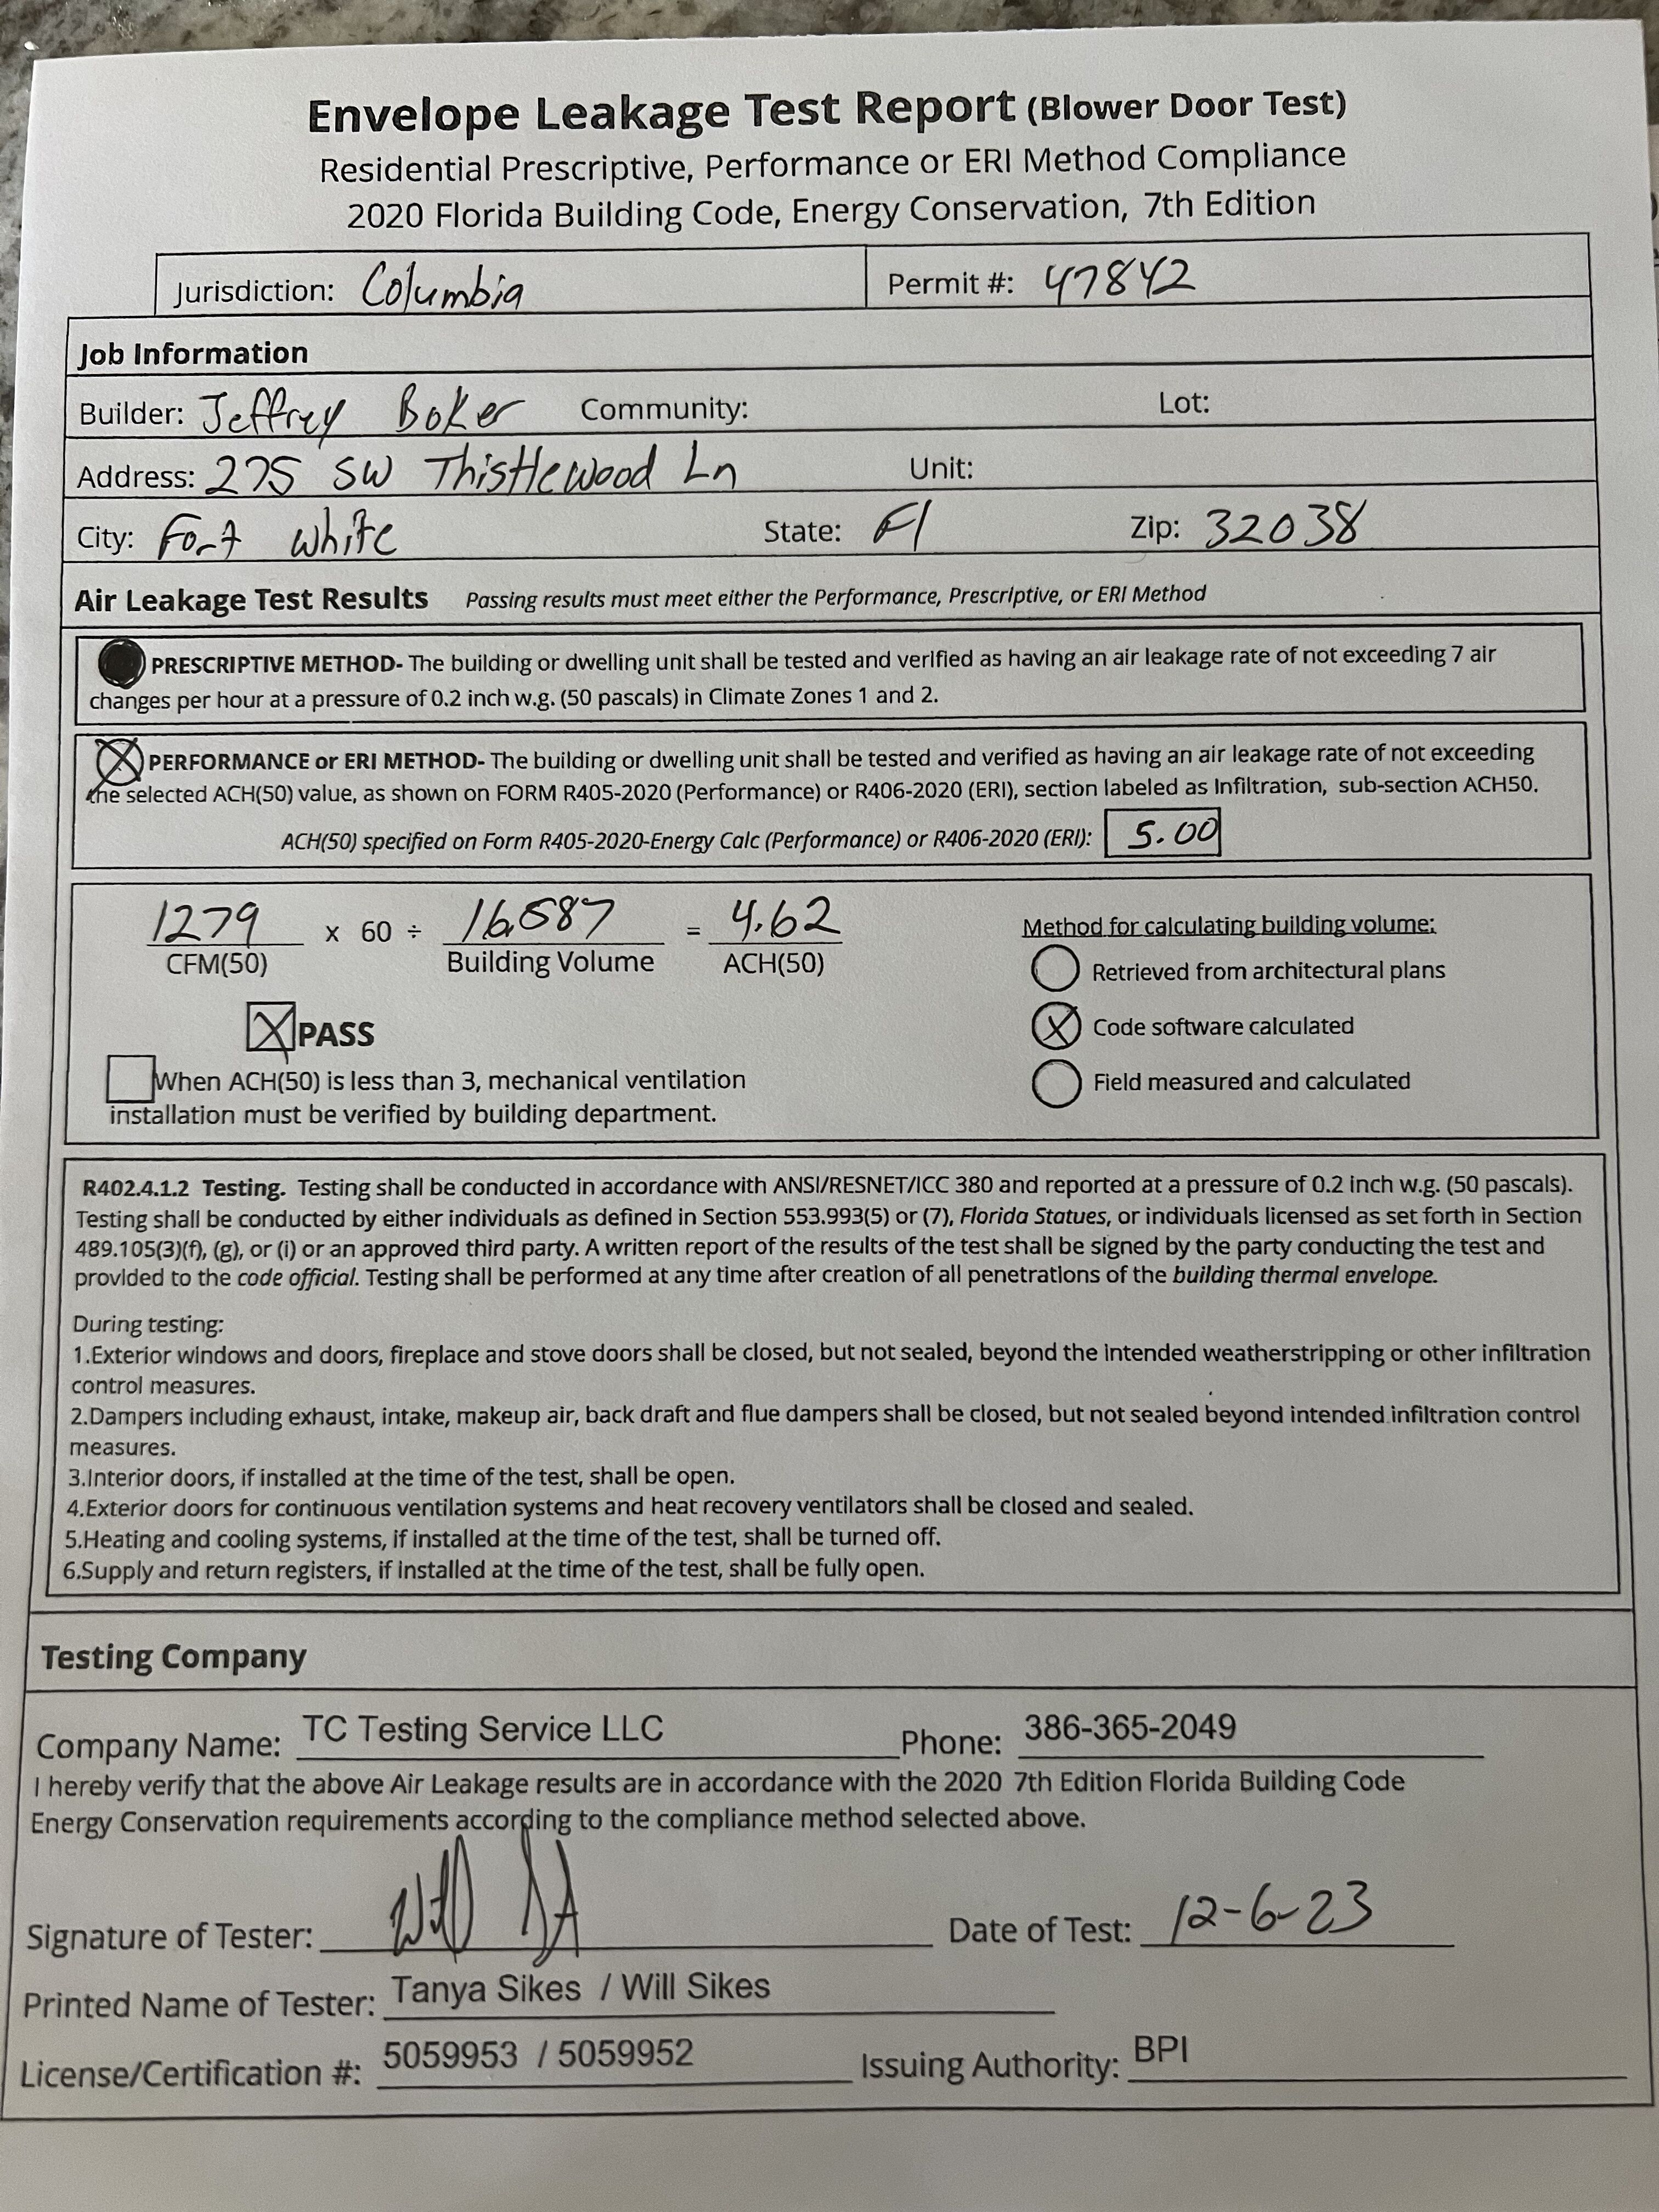 Envelope Leakage Test Report (Blower Door Test)
Residential Prescriptive, Performance or ERI Method Compliance
2020 Florida Building Code, Energy Conservation, 7th Edition
Jurisdiction: Columbia Permit #: 47842
Job Information
Builder: Jeffrey Boker Community: Lot:
Address: 275 SW Thistlewood Ln Unit:
City: Fort White State: Fl Zip: 32038
Air Leakage Test Results Passing results must meet either the Performance, Prescriptive, or ERI Method
PRESCRIPTIVE METHOD- The building or dwelling unit shall be tested and verified as having an air leakage rate of not exceeding 7 air
changes per hour at a pressure of 0.2 inch w.g. (50 pascals) in Climate Zones 1 and 2.
PERFORMANCE or ERI METHOD- The building or dwelling unit shall be tested and verified as having an air leakage rate of not exceeding
the selected ACH(50) value, as shown on FORM R405-2020 (Performance) or R406-2020 (ERI), section labeled as Infiltration, sub-section ACH50.
ACH(50) specified on Form R405-2020-Energy Calc (Performance) or R406-2020 (ERI): 5.00
1279 x 60 ÷ 16,587 = 4.62
CFM(50) Building Volume ACH(50)
PASS
When ACH(50) is less than 3, mechanical ventilation
installation must be verified by building department.
Method for calculating building volume:
Retrieved from architectural plans
Code software calculated
Field measured and calculated
R402.4.1.2 Testing. Testing shall be conducted in accordance with ANSI/RESNET/ICC 380 and reported at a pressure of 0.2 inch w.g. (50 pascals).
Testing shall be conducted by either individuals as defined in Section 553.993(5) or (7), Florida Statues, or individuals licensed as set forth in Section
489.105(3)(f), (g), or (i) or an approved third party. A written report of the results of the test shall be signed by the party conducting the test and
provided to the code official. Testing shall be performed at any time after creation of all penetrations of the building thermal envelope.
During testing:
1.Exterior windows and doors, fireplace and stove doors shall be closed, but not sealed, beyond the intended weatherstripping or other infiltration
control measures.
2.Dampers including exhaust, intake, makeup air, back draft and flue dampers shall be closed, but not sealed beyond intended infiltration control
measures.
3.Interior doors, if installed at the time of the test, shall be open.
4.Exterior doors for continuous ventilation systems and heat recovery ventilators shall be closed and sealed.
5.Heating and cooling systems, if installed at the time of the test, shall be turned off.
6.Supply and return registers, if installed at the time of the test, shall be fully open.
Testing Company
Company Name: TC Testing Service LLC Phone: 386-365-2049
I hereby verify that the above Air Leakage results are in accordance with the 2020 7th Edition Florida Building Code
Energy Conservation requirements according to the compliance method selected above.
Signature of Tester: Date of Test: 12-6-23
Printed Name of Tester: Tanya Sikes / Will Sikes
License/Certification #: 5059953 / 5059952 Issuing Authority: BPI